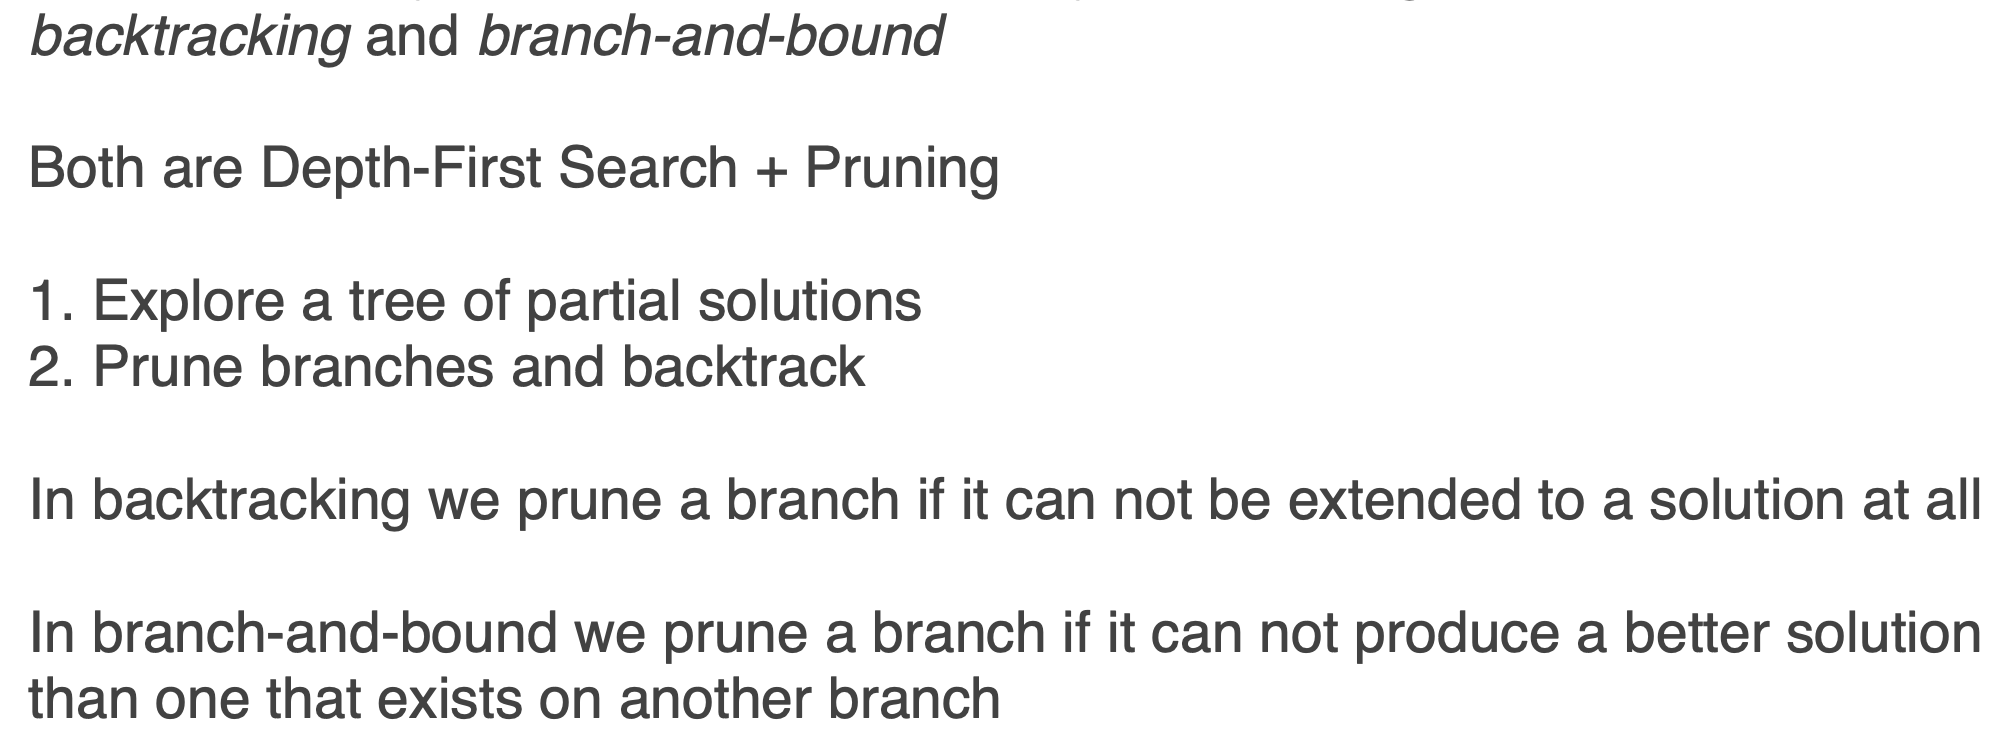 backtracking and branch-and-bound
Both are Depth-First Search + Pruning
1. Explore a tree of partial solutions
2. Prune branches and backtrack
In backtracking we prune a branch if it can not be extended to a solution at all
In branch-and-bound we prune a branch if it can not produce a better solution
than one that exists on another branch